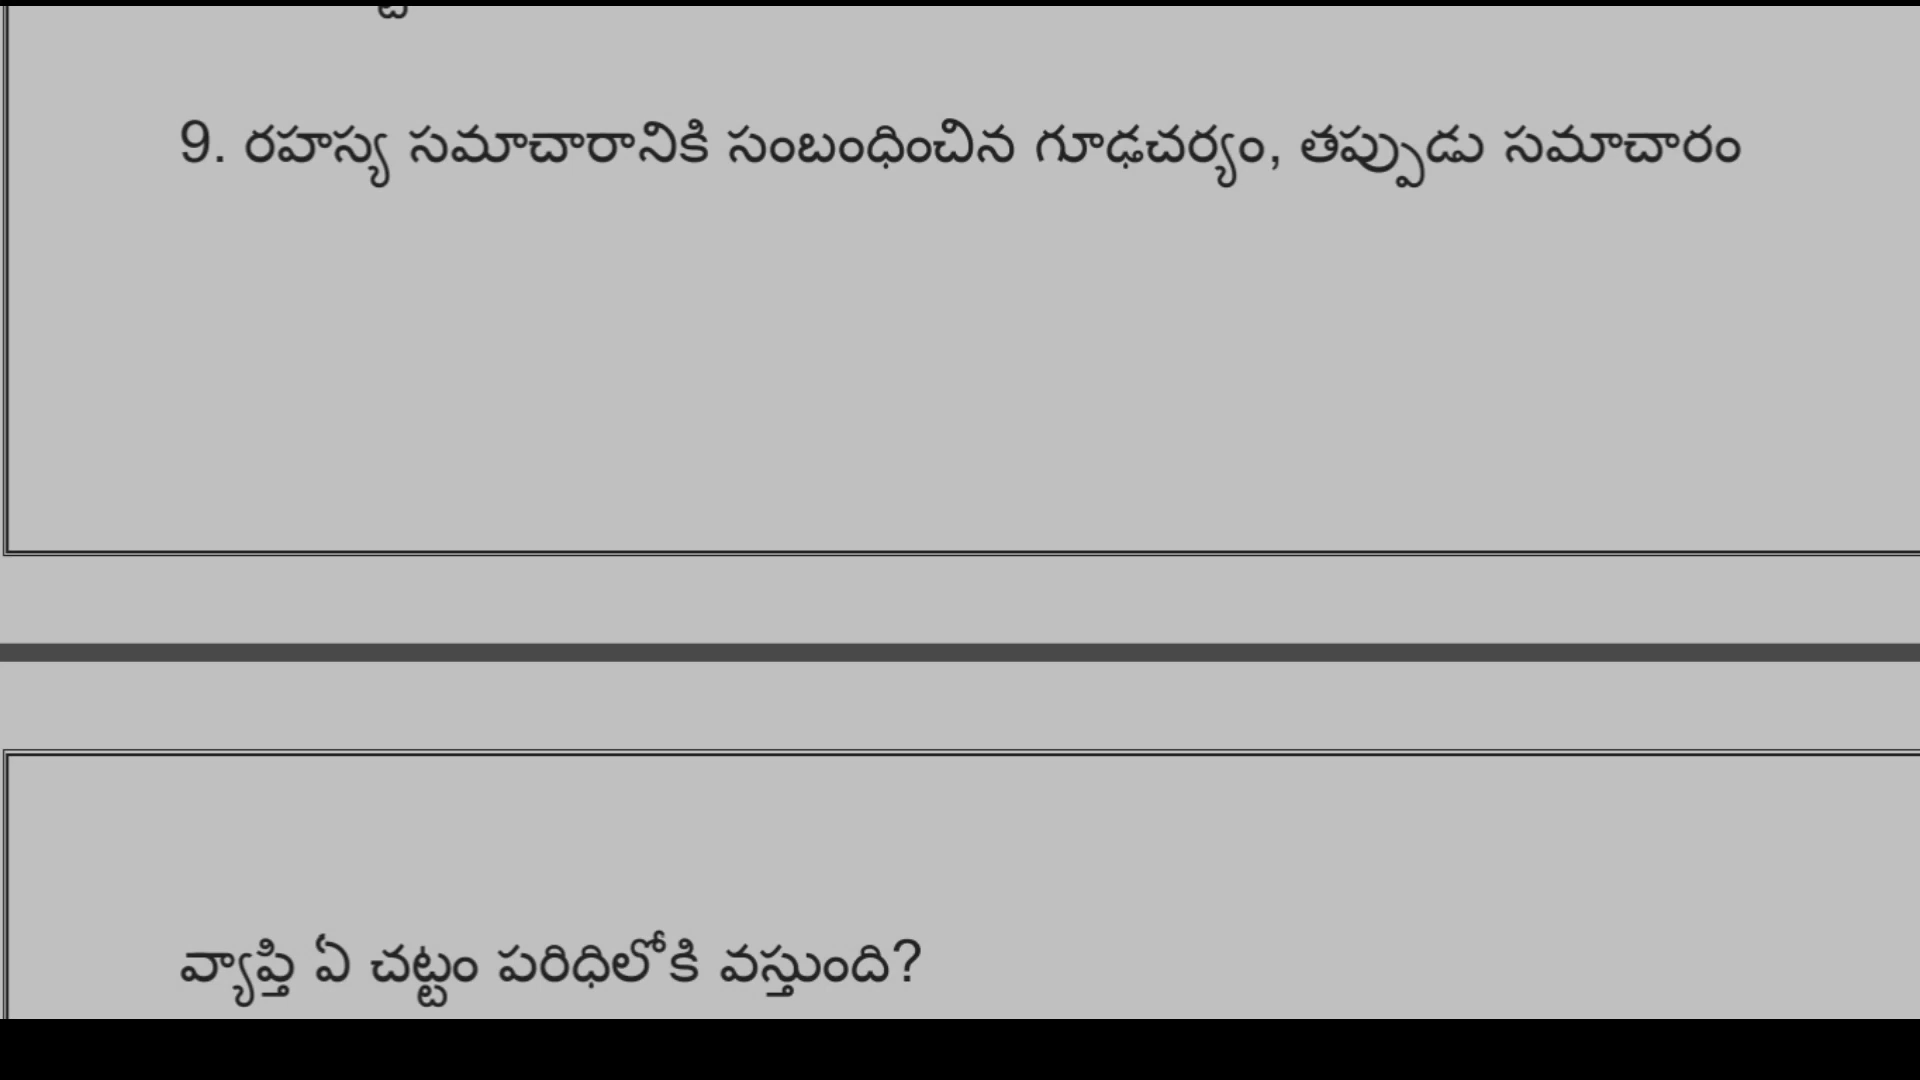 9. రహస్య సమాచారానికి సంబంధించిన గూఢచర్యం, తప్పుడు సమాచారం
వ్యాప్తి ఏ చట్టం పరిధిలోకి వస్తుంది?